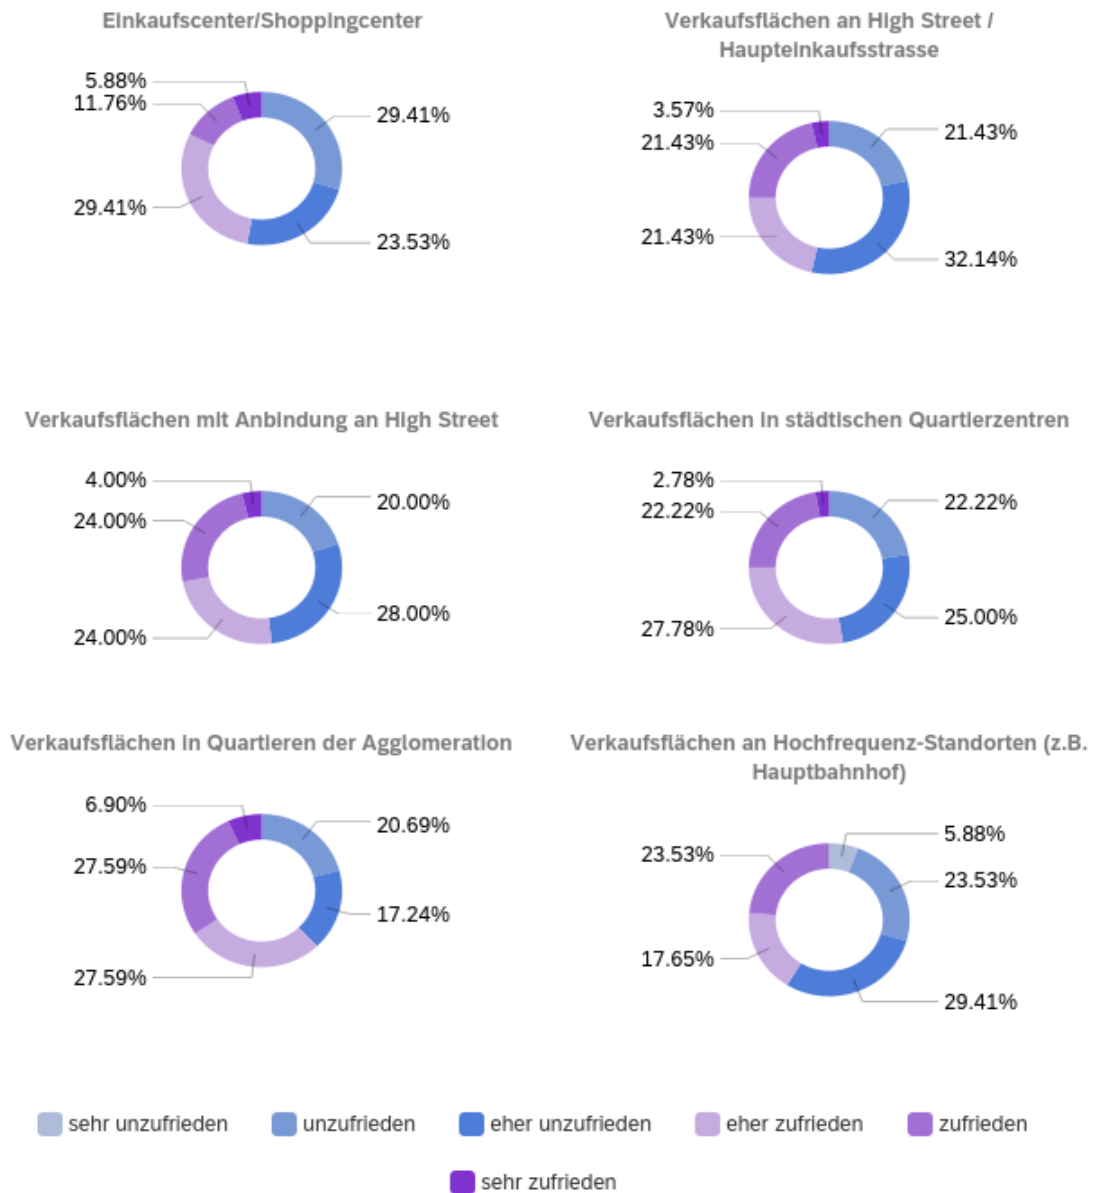 Einkaufscenter/Shoppingcenter
5.88%
11.76%
29.41%
29.41%
23.53%
Verkaufsflächen an High Street /
Haupteinkaufsstrasse
3.57%
21.43%
21.43%
21.43%
32.14%
Verkaufsflächen mit Anbindung an High Street
4.00%
24.00%
20.00%
24.00%
28.00%
Verkaufsflächen in städtischen Quartierzentren
2.78%
22.22%
22.22%
27.78%
25.00%
Verkaufsflächen in Quartieren der Agglomeration
6.90%
20.69%
27.59%
17.24%
27.59%
Verkaufsflächen an Hochfrequenz-Standorten (z.B.
Hauptbahnhof)
5.88%
23.53%
23.53%
17.65%
29.41%
sehr unzufrieden
unzufrieden
eher unzufrieden
eher zufrieden
zufrieden
sehr zufrieden